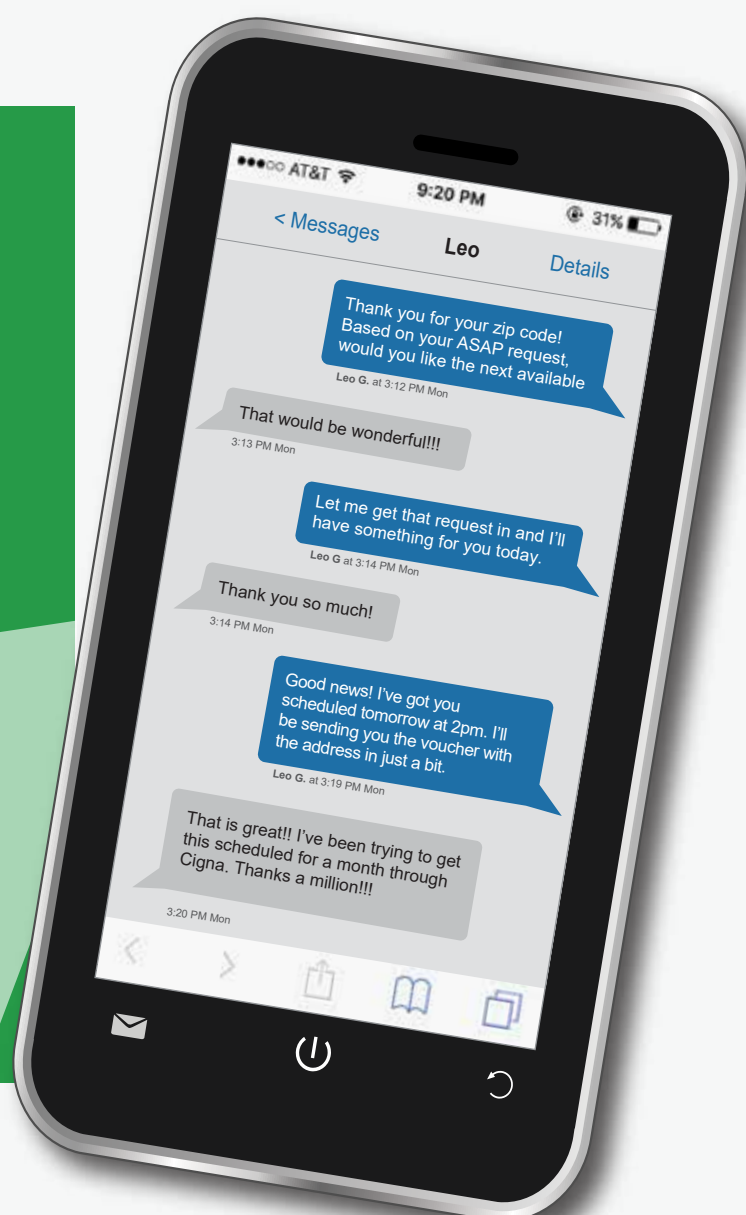 AT&T 9:20 PM 31%
< Messages Leo Details
Thank you for your zip code!
Based on your ASAP request,
would you like the next available
Leo G. at 3:12 PM Mon
That would be wonderful!!!
3:13 PM Mon
Let me get that request in and I'll
have something for you today.
Leo G at 3:14 PM Mon
Thank you so much!
3:14 PM Mon
Good news! I've got you
scheduled tomorrow at 2pm. I'll
be sending you the voucher with
the address in just a bit.
Leo G. at 3:19 PM Mon
That is great!! I've been trying to get
this scheduled for a month through
Cigna. Thanks a million!!!
3:20 PM Mon